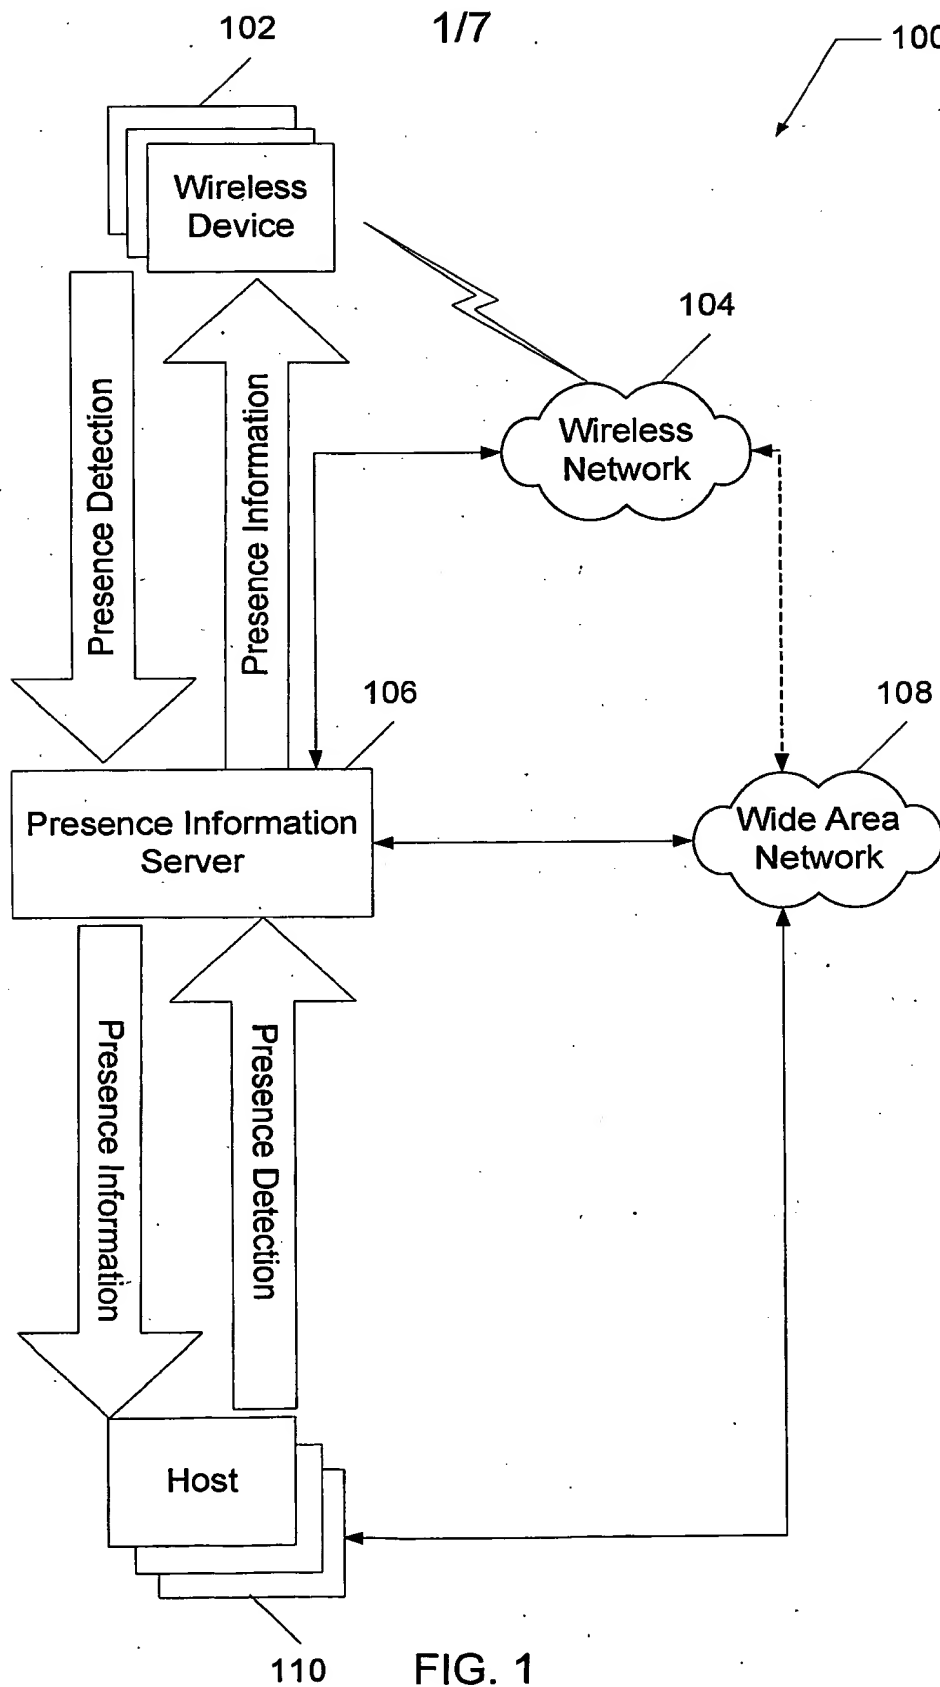 102
1/7
100
Wireless
Device
104
Wireless
Network
Presence Detection
Presence Information
106
108
Presence Information
Server
Wide Area
Network
Presence Information
Presence Detection
Host
110
FIG. 1